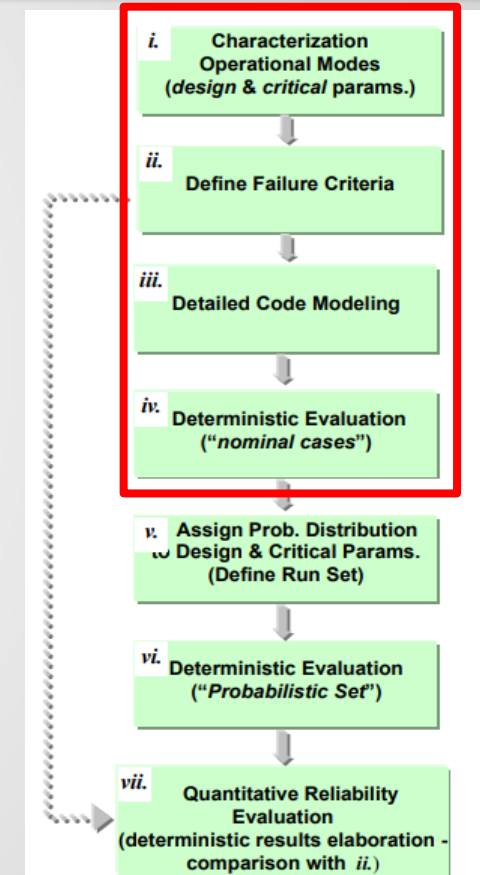 i. Characterization
Operational Modes
(design & critical params.)
ii.
Define Failure Criteria
iii.
Detailed Code Modeling
iv.
Deterministic Evaluation
(“nominal cases”)
v. Assign Prob. Distribution
to Design & Critical Params.
(Define Run Set)
vi.
Deterministic Evaluation
(“Probabilistic Set”)
vii.
Quantitative Reliability
Evaluation
(deterministic results elaboration -
comparison with ii.)